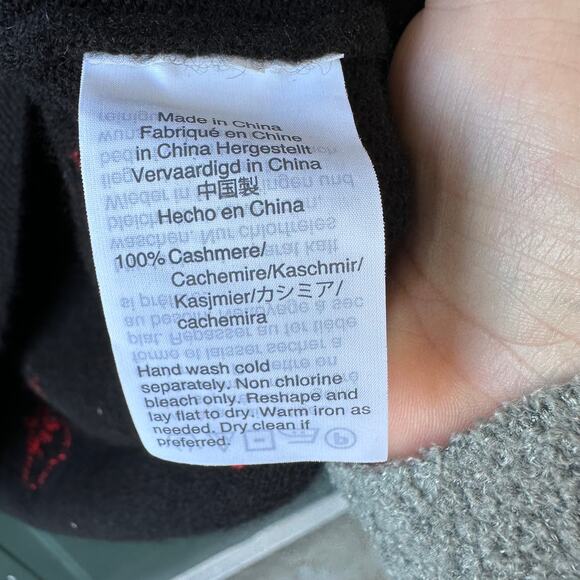 Made in China
Fabriqué en Chine
in China Hergestellt
Vervaardigd in China
中国製
Hecho en China
100% Cashmere/
Cachemire/Kaschmir/
Kasjmier/カシミア/
cachemira
Hand wash cold
separately. Non chlorine
bleach only. Reshape and
lay flat to dry. Warm iron as
needed. Dry clean if
preferred.